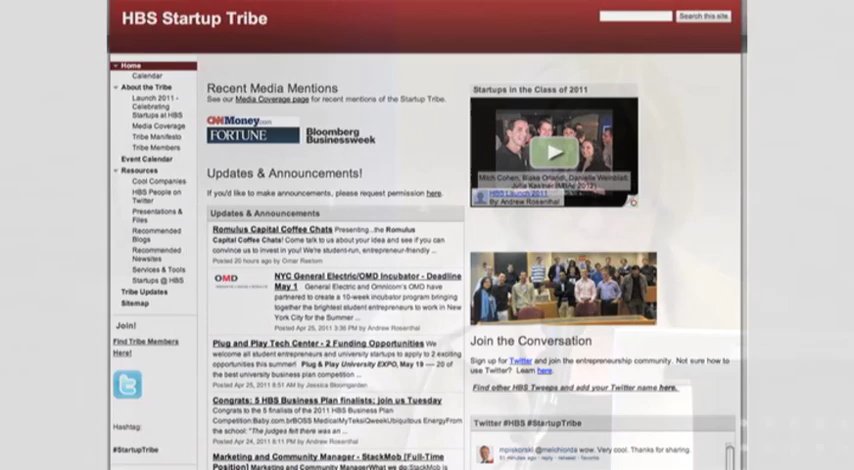 HBS Startup Tribe
Search this site
Home
Calendar
About the Tribe
Launch 2011 -
Celebrating
Startups at HBS
Media Coverage
Tribe Manifesto
Tribe Members
Event Calendar
Resources
Cool Companies
HBS People on
Twitter
Presentations &
Files
Recommended
Blogs
Recommended
Newsites
Services & Tools
Startups @ HBS
Tribe Updates
Sitemap
Join!
Find Tribe Members
Here!
Hashtag:
#StartupTribe
Recent Media Mentions
See our Media Coverage page for recent mentions of the Startup Tribe.
CNNMoney.com
FORTUNE
Bloomberg
Businessweek
Updates & Announcements!
If you'd like to make announcements, please request permission here.
Updates & Announcements
Romulus Capital Coffee Chats Presenting...the Romulus
Capital Coffee Chats! Come talk to us about your idea and see if you can
convince us to invest in you! We're student-run, entrepreneur-friendly ...
Posted 20 hours ago by Omar Restom
OMD
NYC General Electric/OMD Incubator - Deadline
May 1 General Electric and Omnicom's OMD have
partnered to create a 10-week incubator program bringing
together the brightest student entrepreneurs to work in New
York City for the Summer ...
Posted Apr 25, 2011 3:36 PM by Andrew Rosenthal
Plug and Play Tech Center - 2 Funding Opportunities We
welcome all student entrepreneurs and university startups to apply to 2 exciting
opportunities this summer! Plug & Play University EXPO, May 19 — 20 of
the best university business plan competition ...
Posted Apr 25, 2011 8:51 AM by Jessica Bloomgarden
Congrats: 5 HBS Business Plan finalists; join us Tuesday
Congrats to the 5 finalists of the 2011 HBS Business Plan
Competition:Baby.com.brBOSS MedicalMyTeksiQweekUbiquitous EnergyFrom
the school: "The judges felt there was an ...
Posted Apr 24, 2011 8:11 PM by Andrew Rosenthal
Marketing and Community Manager - StackMob [Full-Time
Position] Marketing and Community ManagerWhat we do:StackMob is
Startups in the Class of 2011
Mitch Cohen, Blake Orlandi, Danielle Weinblatt,
Julia Kastner (MBAs 2012)
HBS Launch 2011
By: Andrew Rosenthal
Join the Conversation
Sign up for Twitter and join the entrepreneurship community. Not sure how to
use Twitter? Learn here.
Find other HBS Tweeps and add your Twitter name here.
Twitter #HBS #StartupTribe
mpiskorski @melchiorda wow. Very cool. Thanks for sharing.
51 minutes ago · reply · retweet · favorite